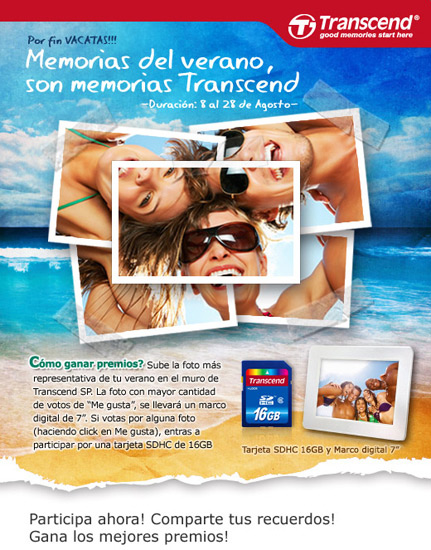 Transcend®
good memories start here
Por fin VACATAS!!!
Memorias del verano,
son memorias Transcend
—Duración: 8 al 28 de Agosto—
Cómo ganar premios? Sube la foto más
representativa de tu verano en el muro de
Transcend SP. La foto con mayor cantidad
de votos de "Me gusta", se llevará un marco
digital de 7". Si votas por alguna foto
(haciendo click en Me gusta), entras a
participar por una tarjeta SDHC de 16GB
Transcend
SDHC
16GB
Tarjeta SDHC 16GB y Marco digital 7"
Participa ahora! Comparte tus recuerdos!
Gana los mejores premios!